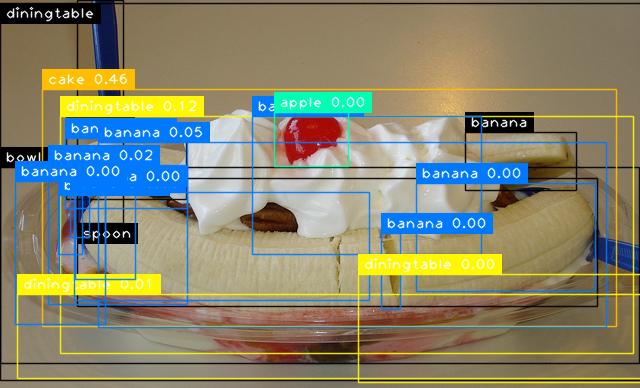 diningtable
cake 0.46
diningtable 0.12
ba
apple 0.00
banana
ban
banana 0.05
bowl
banana 0.02
banana 0.00
a 0.00
banana 0.00
banana 0.00
spoon
diningtable 0.00
diningtable 0.01